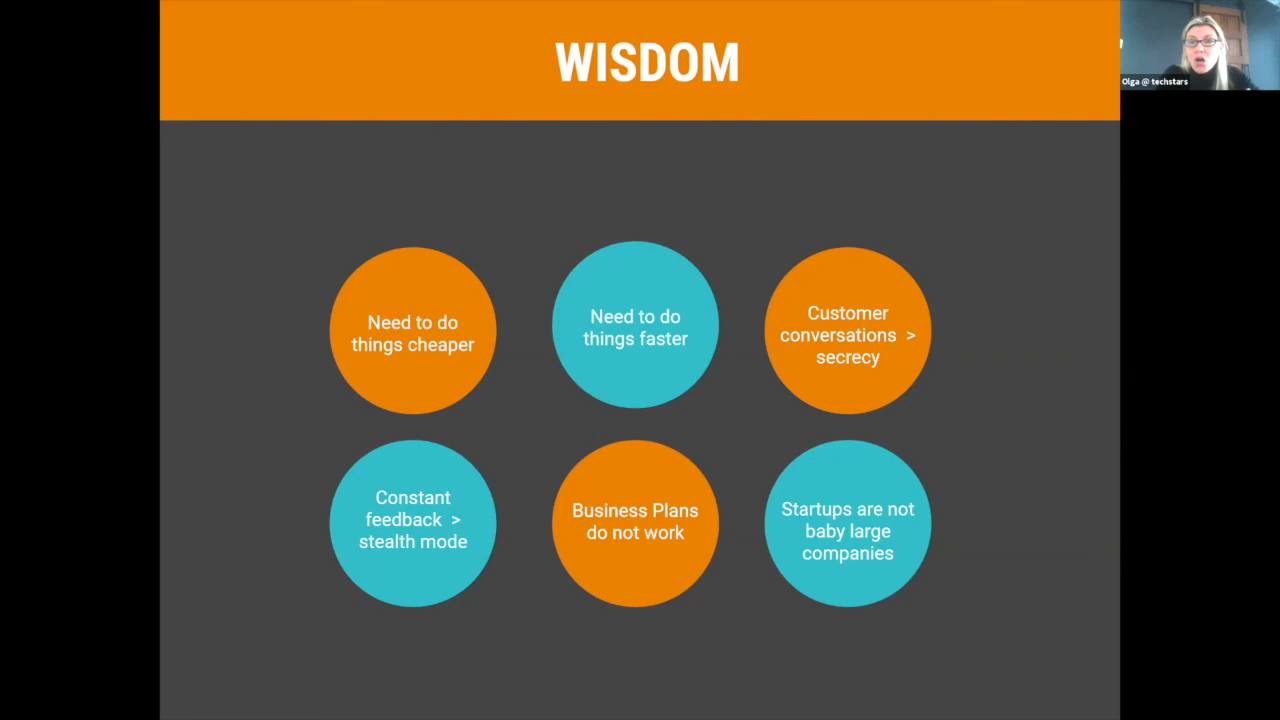 WISDOM
Olga @ techstars
Need to do
things cheaper
Need to do
things faster
Customer
conversations >
secrecy
Constant
feedback >
stealth mode
Business Plans
do not work
Startups are not
baby large
companies